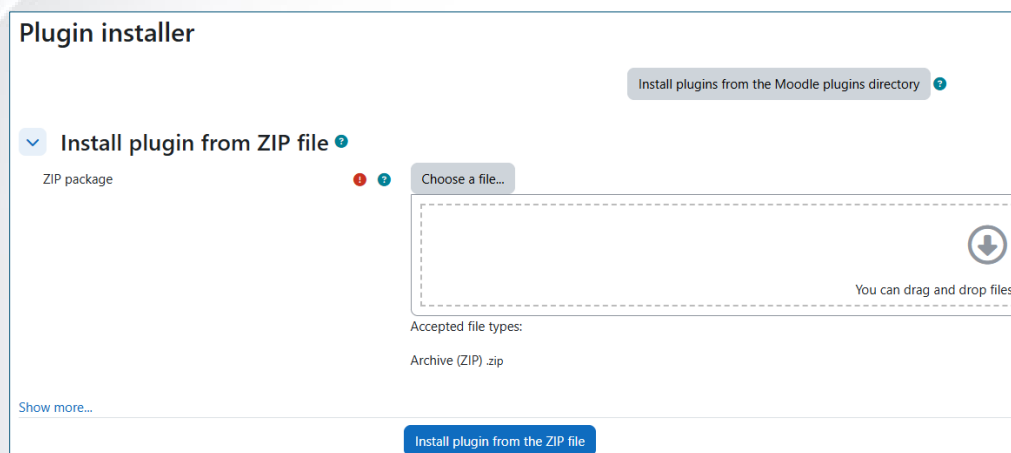 Plugin installer
Install plugins from the Moodle plugins directory
Install plugin from ZIP file
ZIP package
Choose a file...
You can drag and drop files
Accepted file types:
Archive (ZIP) .zip
Show more...
Install plugin from the ZIP file